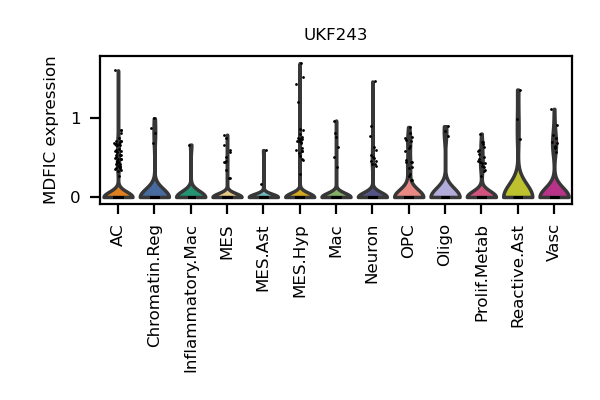 UKF243
MDFIC expression
1
0
AC
Chromatin.Reg
Inflammatory.Mac
MES
MES.Ast
MES.Hyp
Mac
Neuron
OPC
Oligo
Prolif.Metab
Reactive.Ast
Vasc